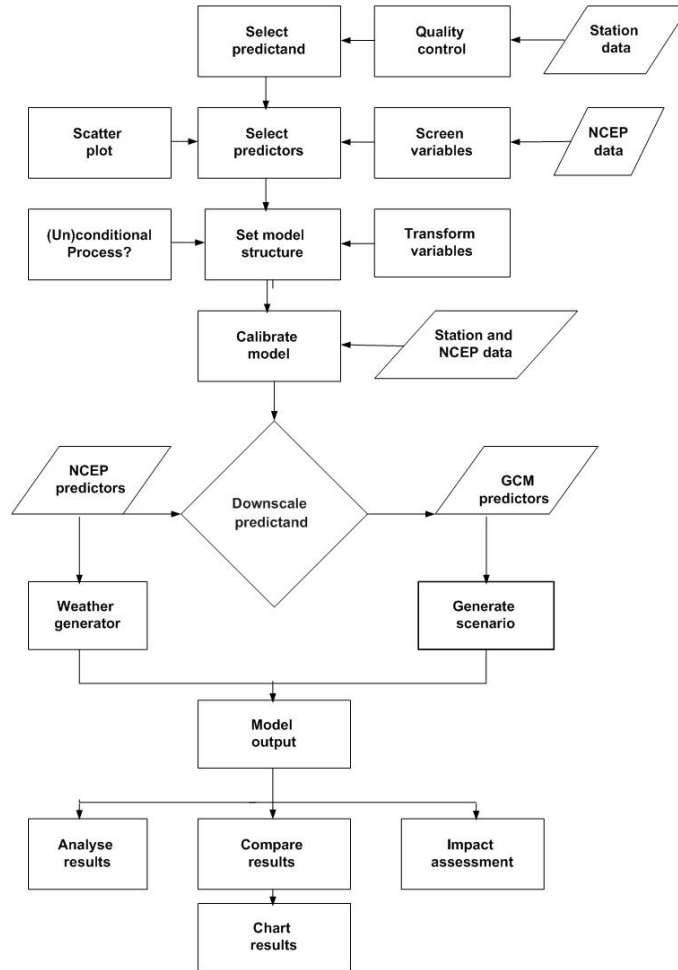 Select
predictand
Quality
control
Station
data
Scatter
plot
Select
predictors
Screen
variables
NCEP
data
(Un)conditional
Process?
Set model
structure
Transform
variables
Calibrate
model
Station and
NCEP data
NCEP
predictors
Downscale
predictand
GCM
predictors
Weather
generator
Generate
scenario
Model
output
Analyse
results
Compare
results
Impact
assessment
Chart
results